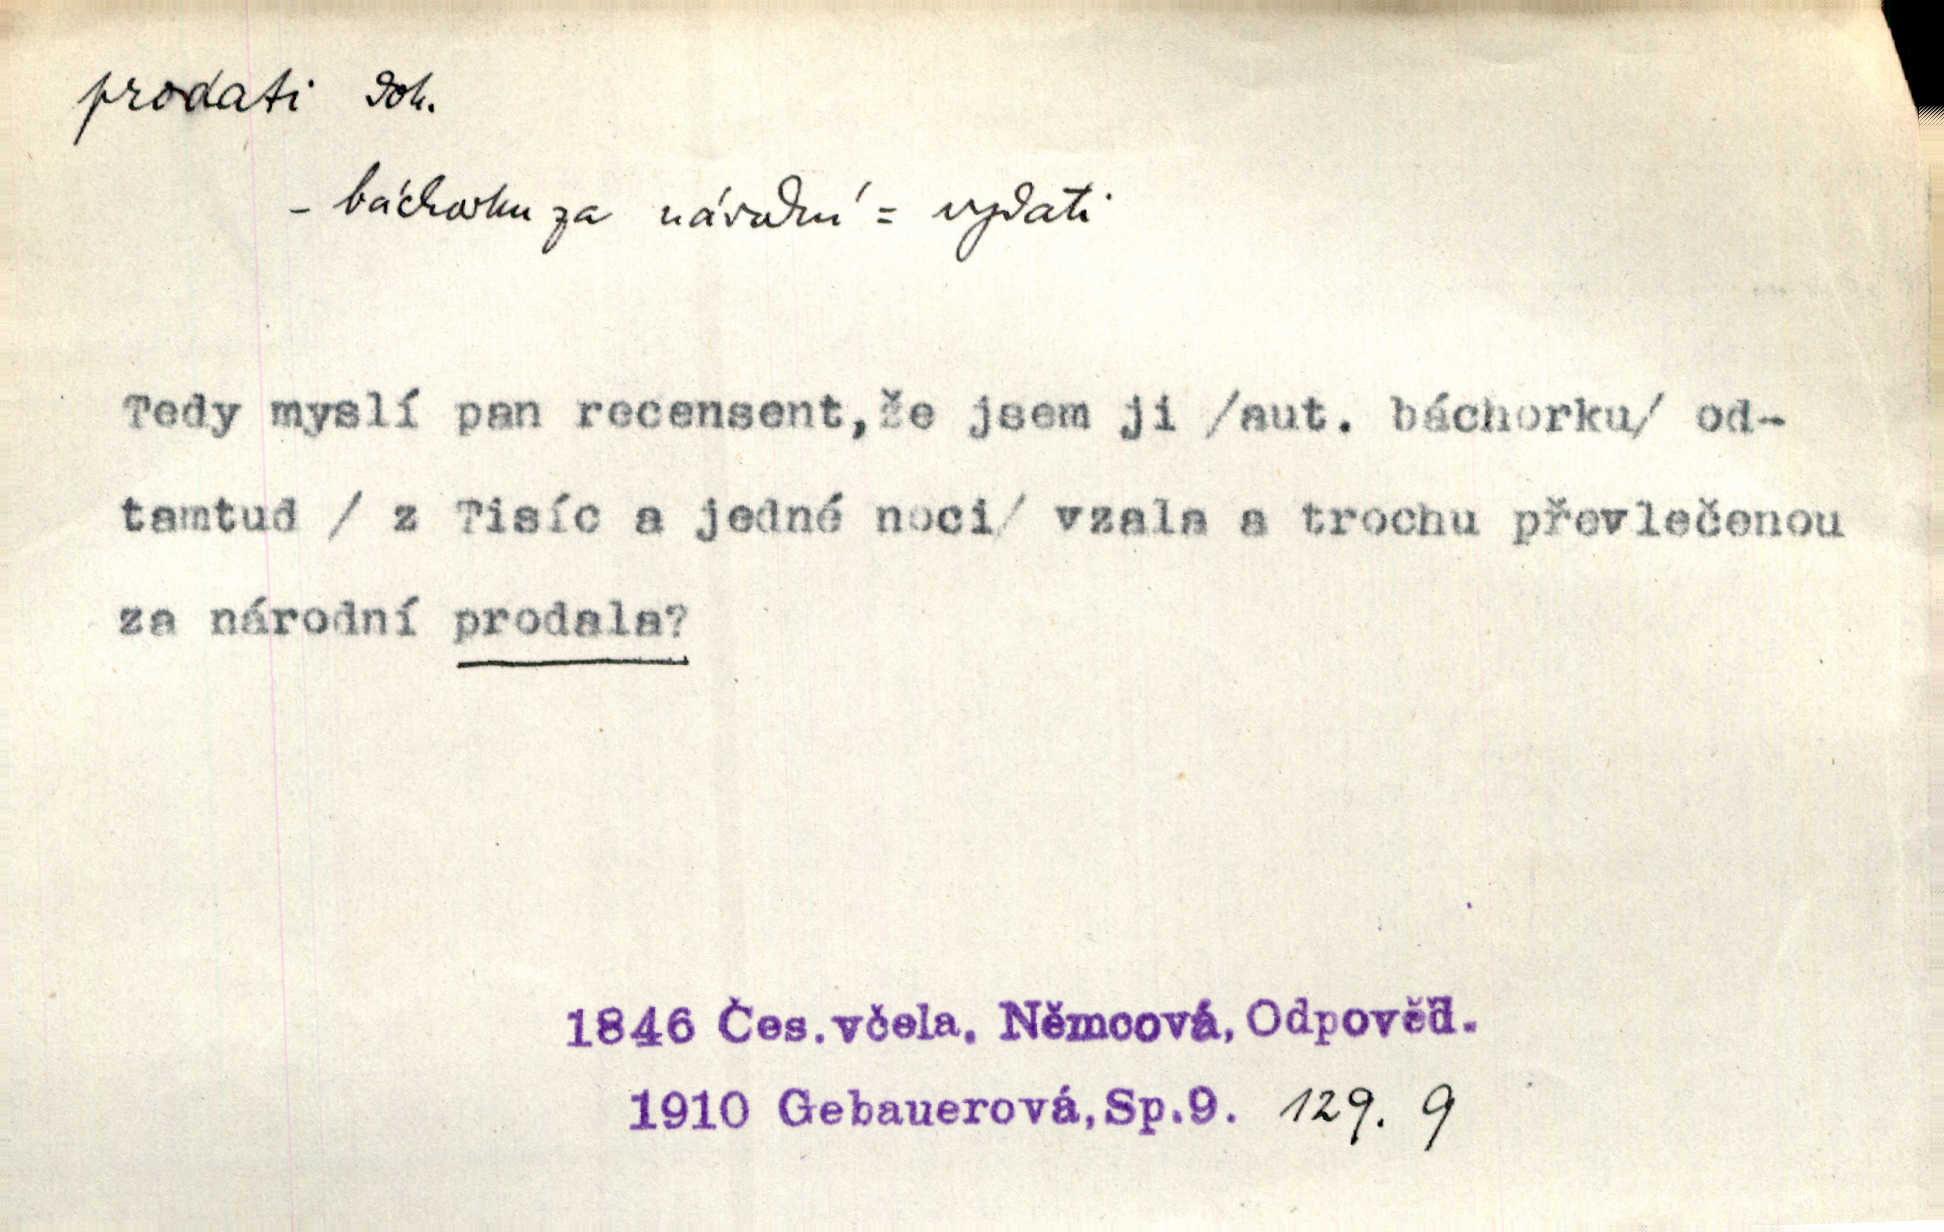 prodati dok.
- báchorku za národní = vydati
Tedy myslí pan recensent,že jsem ji /aut. báchorku/ od-
tamtud / z Tisíc a jedné noci/ vzala a trochu převlečenou
za národní prodala?
1846 Čes.včela. Němcová, Odpověď.
1910 Gebauerová,Sp.9. 129. 9